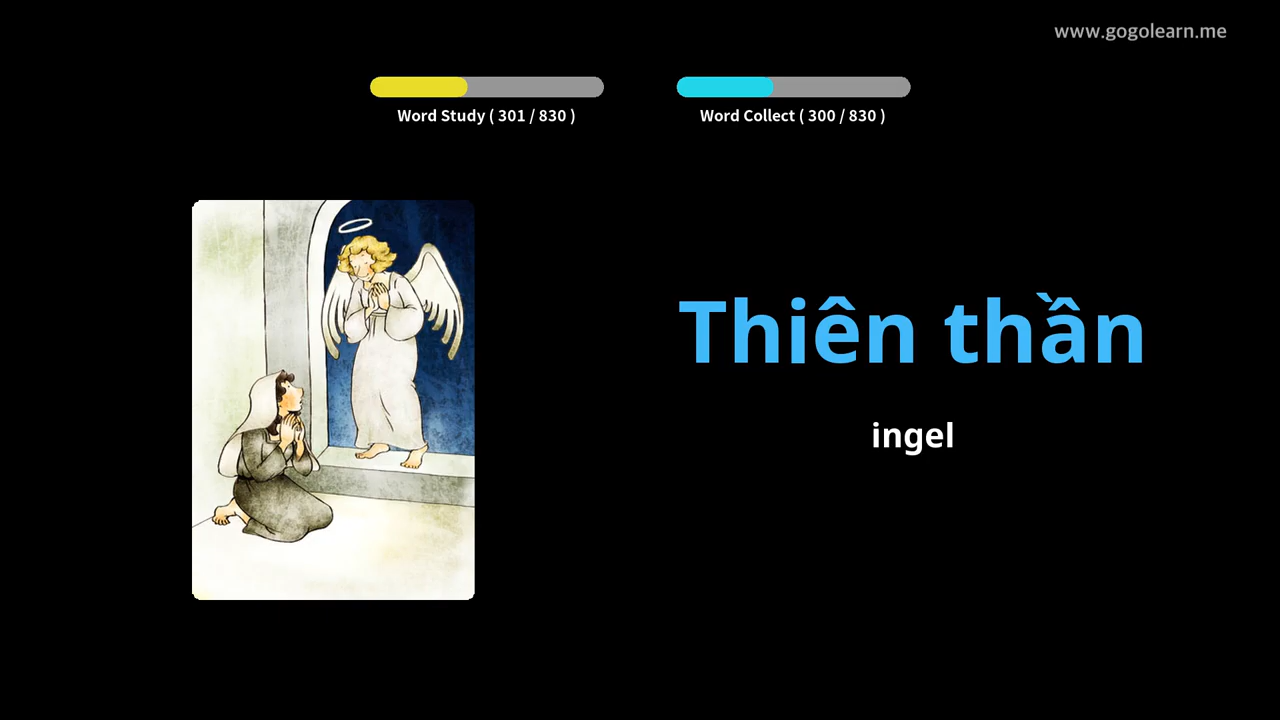 www.gogolearn.me
Word Study ( 301 / 830 )
Word Collect ( 300 / 830 )
Thiên thần
ingel